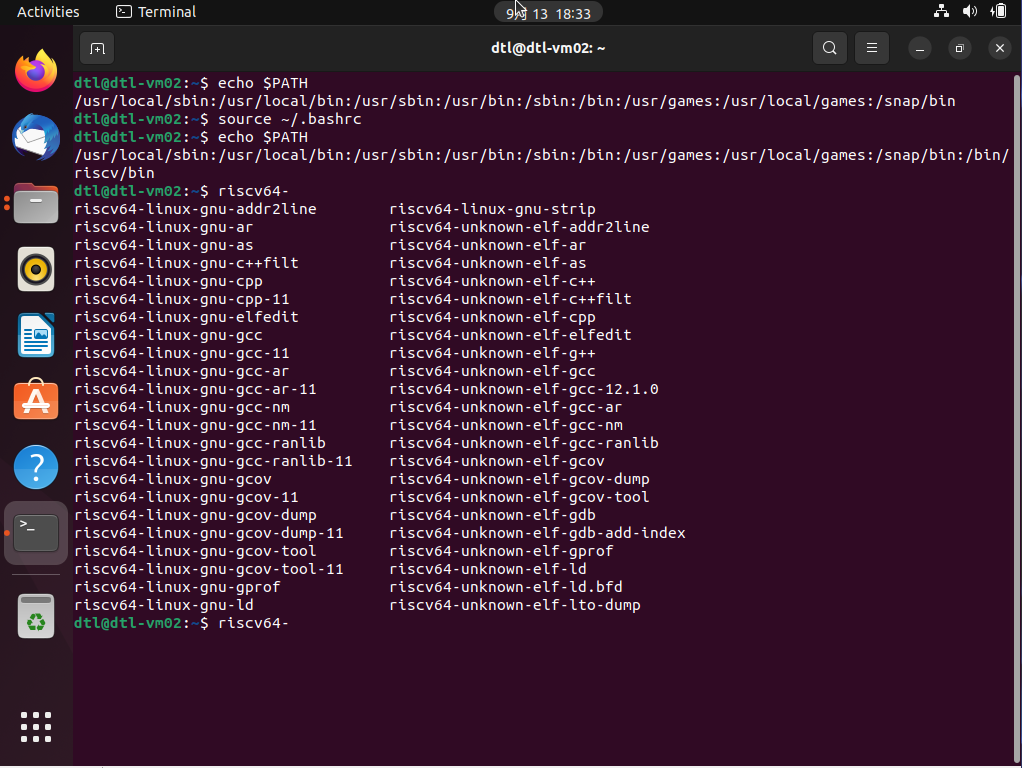 Activities Terminal 13 18:33
dtl@dtl-vm02: ~
dtl@dtl-vm02:~$ echo $PATH
/usr/local/sbin:/usr/local/bin:/usr/sbin:/usr/bin:/sbin:/bin:/usr/games:/usr/local/games:/snap/bin
dtl@dtl-vm02:~$ source ~/.bashrc
dtl@dtl-vm02:~$ echo $PATH
/usr/local/sbin:/usr/local/bin:/usr/sbin:/usr/bin:/sbin:/bin:/usr/games:/usr/local/games:/snap/bin:/bin/
riscv/bin
dtl@dtl-vm02:~$ riscv64-
riscv64-linux-gnu-addr2line riscv64-linux-gnu-strip
riscv64-linux-gnu-ar riscv64-unknown-elf-addr2line
riscv64-linux-gnu-as riscv64-unknown-elf-ar
riscv64-linux-gnu-c++filt riscv64-unknown-elf-as
riscv64-linux-gnu-cpp riscv64-unknown-elf-c++
riscv64-linux-gnu-cpp-11 riscv64-unknown-elf-c++filt
riscv64-linux-gnu-elfedit riscv64-unknown-elf-cpp
riscv64-linux-gnu-gcc riscv64-unknown-elf-elfedit
riscv64-linux-gnu-gcc-11 riscv64-unknown-elf-g++
riscv64-linux-gnu-gcc-ar riscv64-unknown-elf-gcc
riscv64-linux-gnu-gcc-ar-11 riscv64-unknown-elf-gcc-12.1.0
riscv64-linux-gnu-gcc-nm riscv64-unknown-elf-gcc-ar
riscv64-linux-gnu-gcc-nm-11 riscv64-unknown-elf-gcc-nm
riscv64-linux-gnu-gcc-ranlib riscv64-unknown-elf-gcc-ranlib
riscv64-linux-gnu-gcc-ranlib-11 riscv64-unknown-elf-gcov
riscv64-linux-gnu-gcov riscv64-unknown-elf-gcov-dump
riscv64-linux-gnu-gcov-11 riscv64-unknown-elf-gcov-tool
riscv64-linux-gnu-gcov-dump riscv64-unknown-elf-gdb
riscv64-linux-gnu-gcov-dump-11 riscv64-unknown-elf-gdb-add-index
riscv64-linux-gnu-gcov-tool riscv64-unknown-elf-gprof
riscv64-linux-gnu-gcov-tool-11 riscv64-unknown-elf-ld
riscv64-linux-gnu-gprof riscv64-unknown-elf-ld.bfd
riscv64-linux-gnu-ld riscv64-unknown-elf-lto-dump
dtl@dtl-vm02:~$ riscv64-